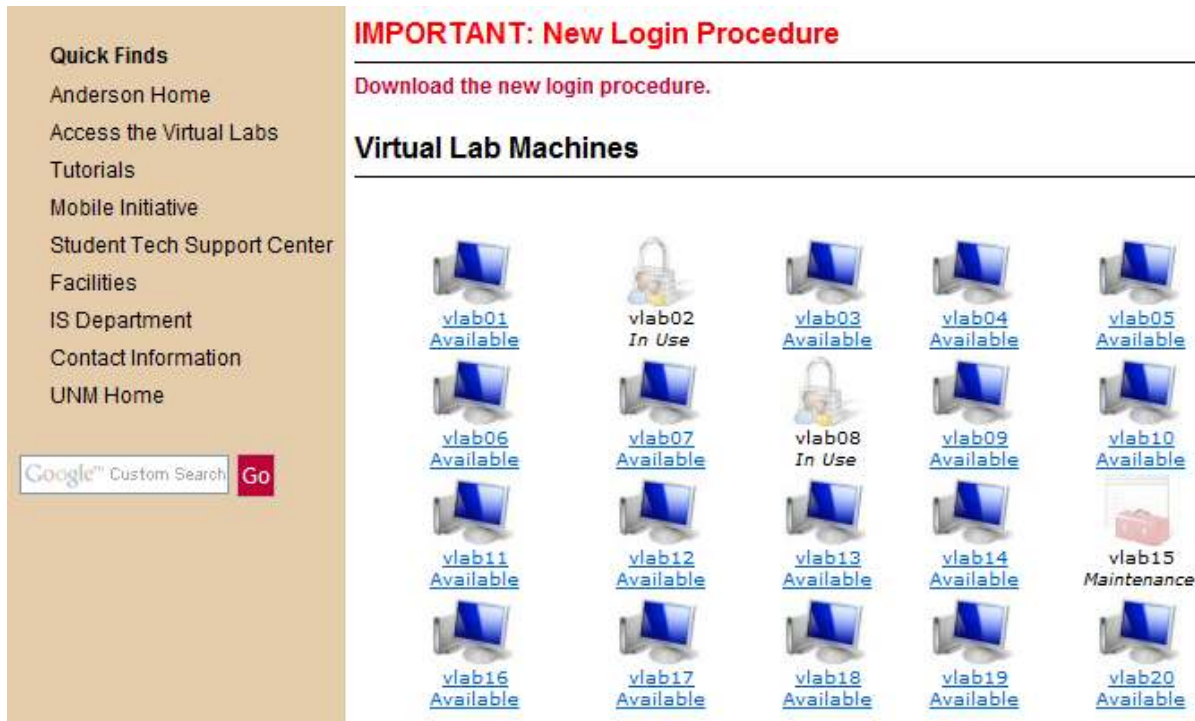 Quick Finds
Anderson Home
Access the Virtual Labs
Tutorials
Mobile Initiative
Student Tech Support Center
Facilities
IS Department
Contact Information
UNM Home
Google™ Custom Search Go
IMPORTANT: New Login Procedure
Download the new login procedure.
Virtual Lab Machines
vlab01 vlab02 vlab03 vlab04 vlab05
Available In Use Available Available Available
vlab06 vlab07 vlab08 vlab09 vlab10
Available Available In Use Available Available
vlab11 vlab12 vlab13 vlab14 vlab15
Available Available Available Available Maintenance
vlab16 vlab17 vlab18 vlab19 vlab20
Available Available Available Available Available